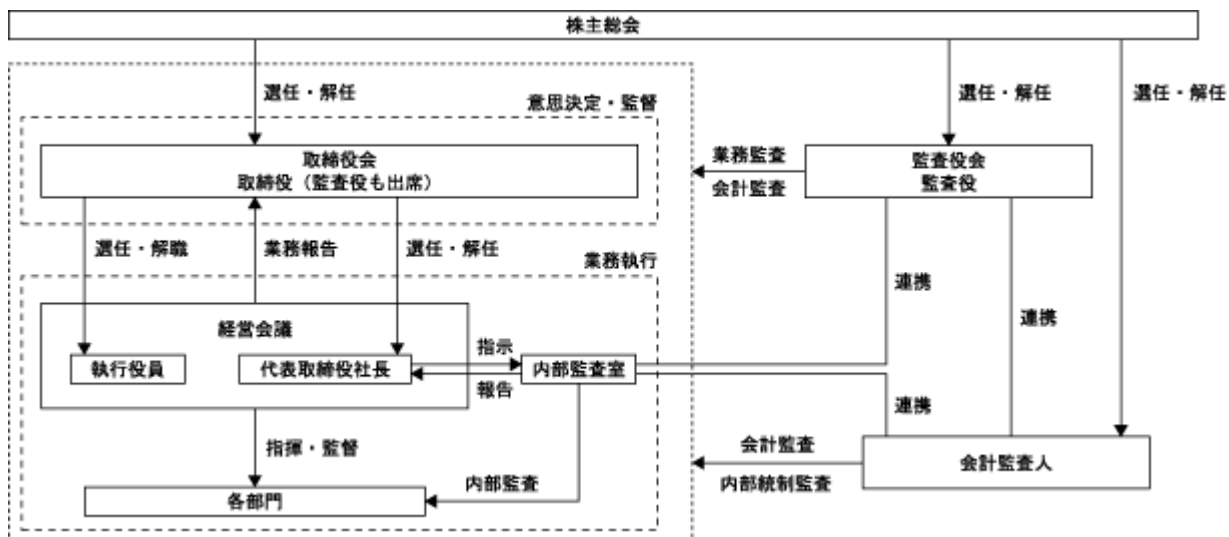 株主総会
選任・解任
選任・解任
選任・解任
意思決定・監督
取締役会
取締役（監査役も出席）
業務監査
会計監査
監査役会
監査役
選任・解職
業務報告
選任・解任
業務執行
連携
連携
経営会議
執行役員
代表取締役社長
指示
報告
内部監査室
連携
指揮・監督
会計監査
内部統制監査
会計監査人
内部監査
各部門